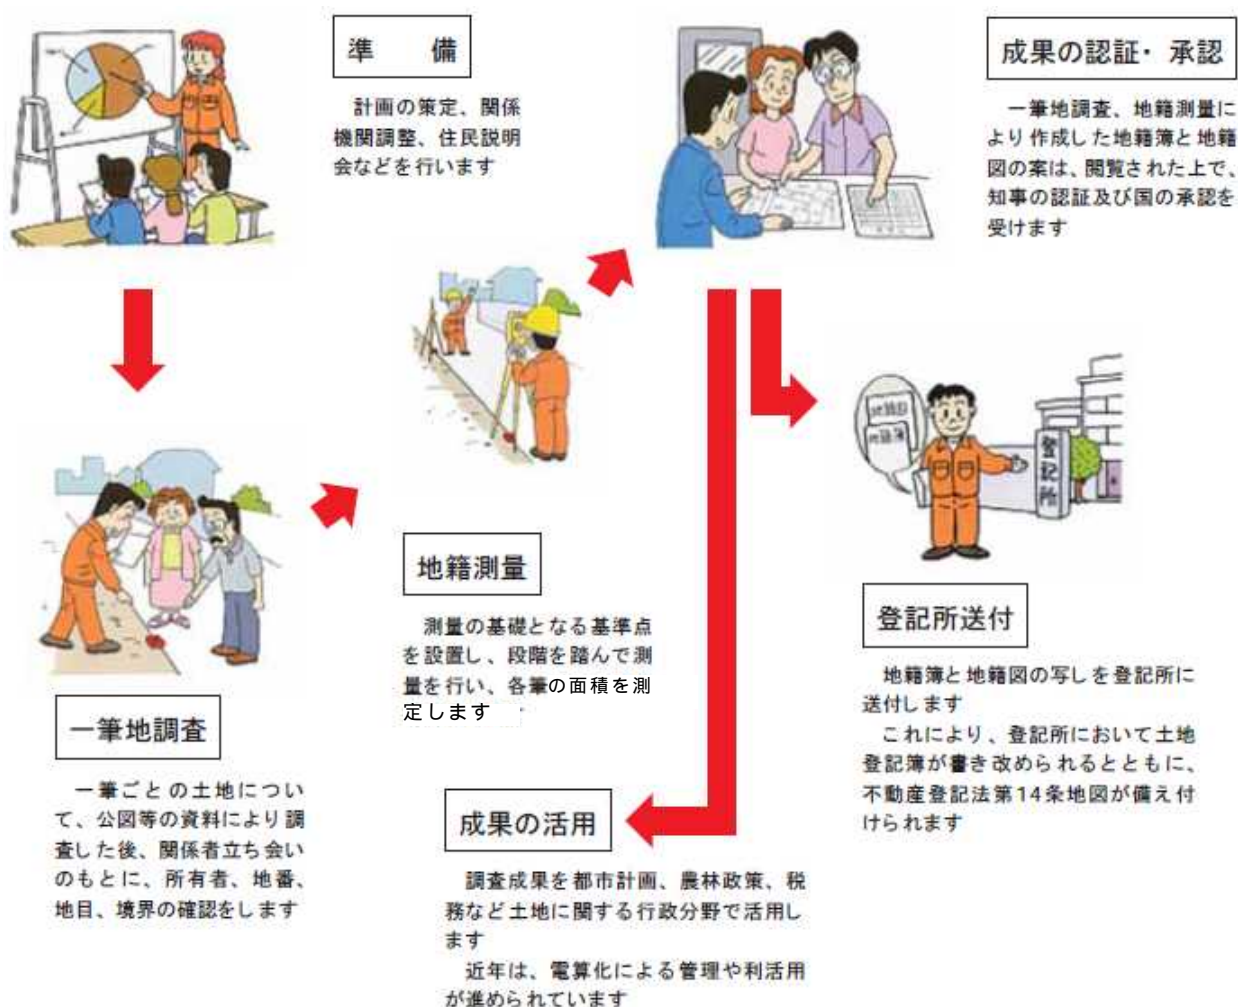 準　備
計画の策定、関係
機関調整、住民説明
会などを行います
一筆地調査
一筆ごとの土地につい
て、公図等の資料により調
査した後、関係者立ち会い
のもとに、所有者、地番、
地目、境界の確認をします
地籍測量
測量の基礎となる基準点
を設置し、段階を踏んで測
量を行い、各筆の面積を測
定します
成果の認証・承認
一筆地調査、地籍測量に
より作成した地籍簿と地籍
図の案は、閲覧された上で、
知事の認証及び国の承認を
受けます
地籍図
地籍簿
登記所
登記所送付
地籍簿と地籍図の写しを登記所に
送付します
これにより、登記所において土地
登記簿が書き改められるとともに、
不動産登記法第14条地図が備え付
けられます
成果の活用
調査成果を都市計画、農林政策、税
務など土地に関する行政分野で活用し
ます
近年は、電算化による管理や利活用
が進められています